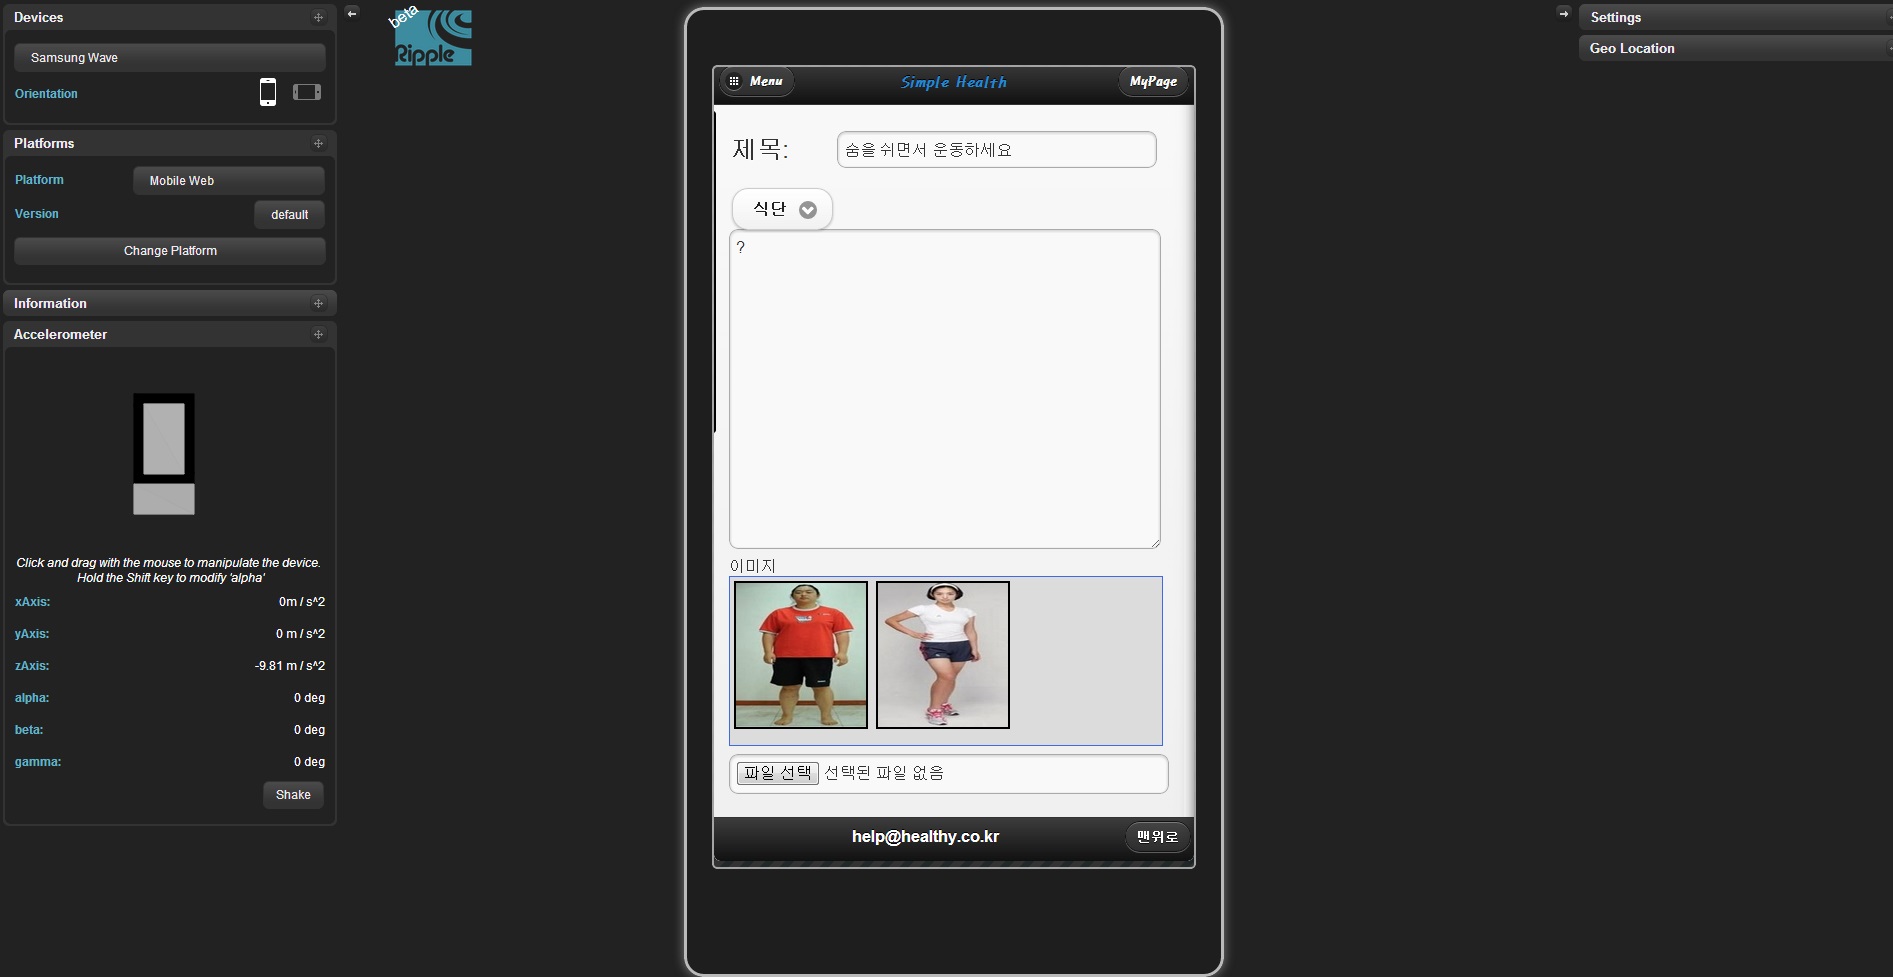 Devices
Samsung Wave
Orientation
Platforms
Platform
Mobile Web
Version
default
Change Platform
Information
Accelerometer
Click and drag with the mouse to manipulate the device.
Hold the Shift key to modify 'alpha'
xAxis: 0m / s^2
yAxis: 0 m / s^2
zAxis: -9.81 m / s^2
alpha: 0 deg
beta: 0 deg
gamma: 0 deg
Shake
beta
Ripple
Menu
Simple Health
MyPage
제목:
숨을 쉬면서 운동하세요
식단
?
이미지
파일 선택 선택된 파일 없음
help@healthy.co.kr
맨위로
Settings
Geo Location